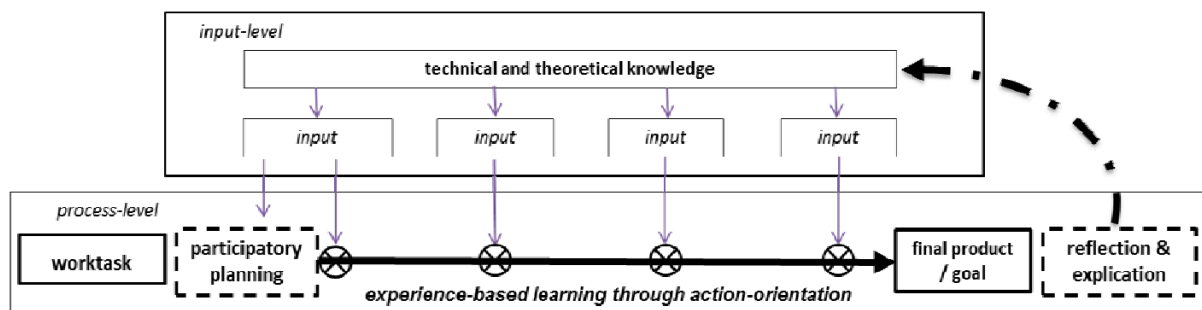 input-level
technical and theoretical knowledge
input
input
input
input
process-level
worktask
participatory
planning
final product
/ goal
reflection &
explication
experience-based learning through action-orientation